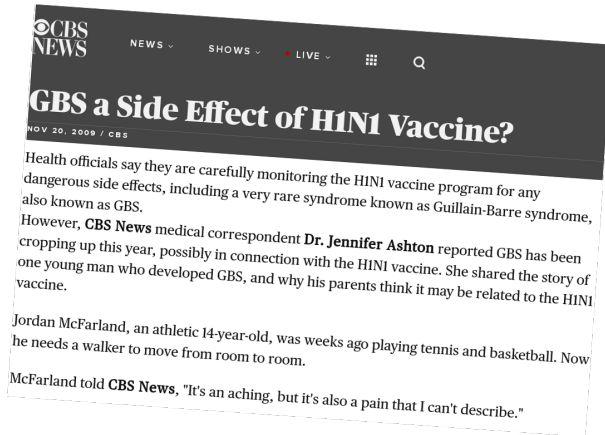 CBS NEWS
NEWS SHOWS LIVE
GBS a Side Effect of H1N1 Vaccine?
NOV 20, 2009 / CBS
Health officials say they are carefully monitoring the H1N1 vaccine program for any
dangerous side effects, including a very rare syndrome known as Guillain-Barre syndrome,
also known as GBS.
However, CBS News medical correspondent Dr. Jennifer Ashton reported GBS has been
cropping up this year, possibly in connection with the H1N1 vaccine. She shared the story of
one young man who developed GBS, and why his parents think it may be related to the H1N1
vaccine.
Jordan McFarland, an athletic 14-year-old, was weeks ago playing tennis and basketball. Now
he needs a walker to move from room to room.
McFarland told CBS News, "It's an aching, but it's also a pain that I can't describe."